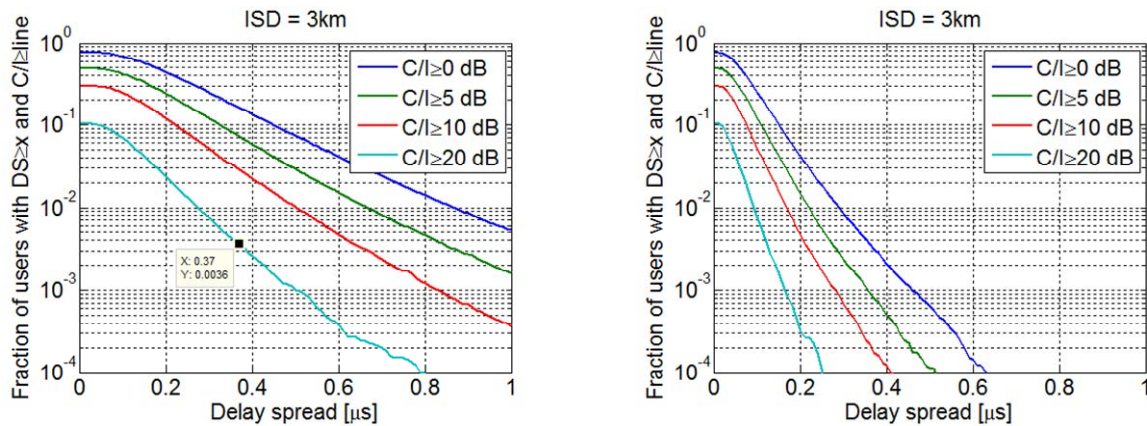 ISD = 3km
Fraction of users with DS≥x and C/I≥line
10⁰
10⁻¹
10⁻²
10⁻³
10⁻⁴
C/I≥0 dB
C/I≥5 dB
C/I≥10 dB
C/I≥20 dB
X: 0.37
Y: 0.0036
0 0.2 0.4 0.6 0.8 1
Delay spread [μs]
ISD = 3km
Fraction of users with DS≥x and C/I≥line
10⁰
10⁻¹
10⁻²
10⁻³
10⁻⁴
C/I≥0 dB
C/I≥5 dB
C/I≥10 dB
C/I≥20 dB
0 0.2 0.4 0.6 0.8 1
Delay spread [μs]